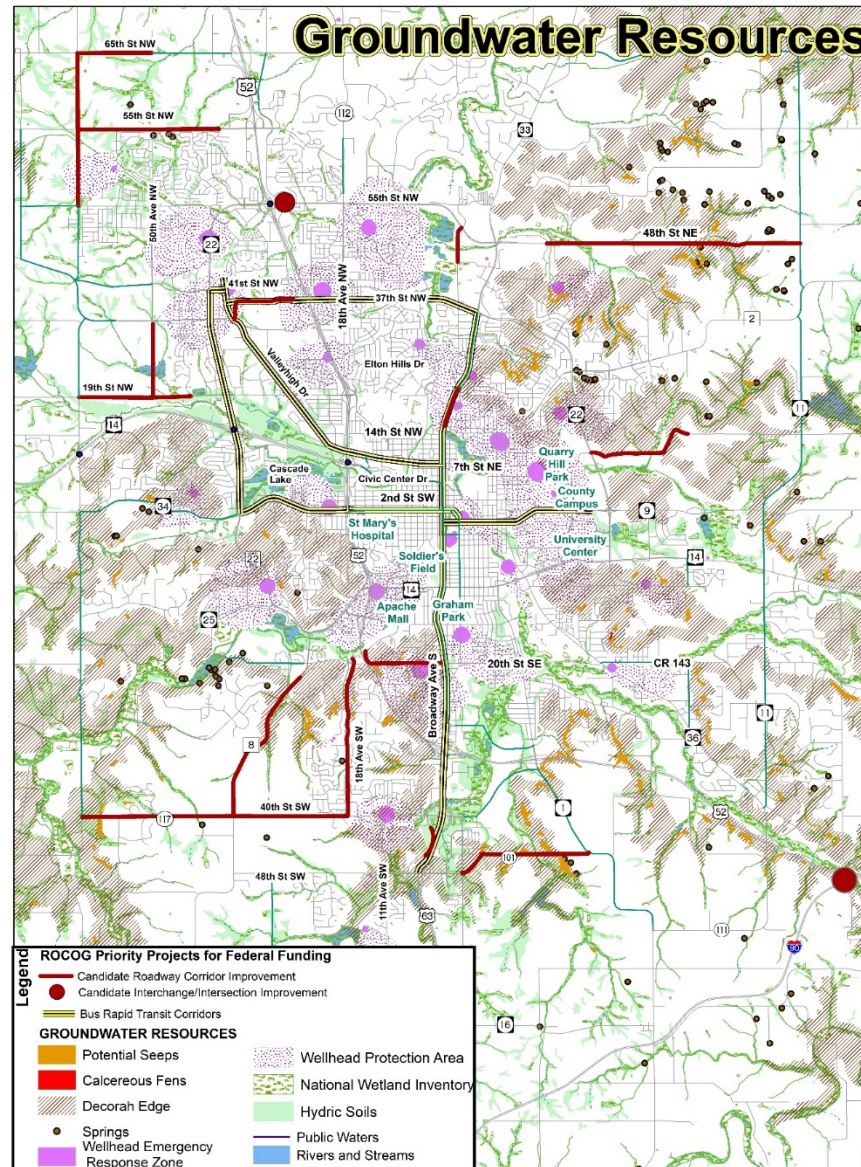 Groundwater Resources
65th St NW
52
55th St NW
112
33
50th Ave NW
55th St NW
48th St NE
22
41st St NW
18th Ave NW
37th St NW
2
Valleyhigh Dr
Elton Hills Dr
19th St NW
14
14th St NW
22
11
7th St NE
Quarry
Hill
Park
Cascade
Lake
Civic Center Dr
County
Campus
34
2nd St SW
9
St Mary's
Hospital
University
Center
Soldier's
Field
52
14
22
14
25
Apache
Mall
Graham
Park
20th St SE
CR 143
Broadway Ave S
8
18th Ave SW
36
11
40th St SW
117
1
52
101
48th St SW
11th Ave SW
63
111
90
16
Legend
ROCOG Priority Projects for Federal Funding
Candidate Roadway Corridor Improvement
Candidate Interchange/Intersection Improvement
Bus Rapid Transit Corridors
GROUNDWATER RESOURCES
Potential Seeps
Calcereous Fens
Decorah Edge
Springs
Wellhead Emergency
Response Zone
Wellhead Protection Area
National Wetland Inventory
Hydric Soils
Public Waters
Rivers and Streams